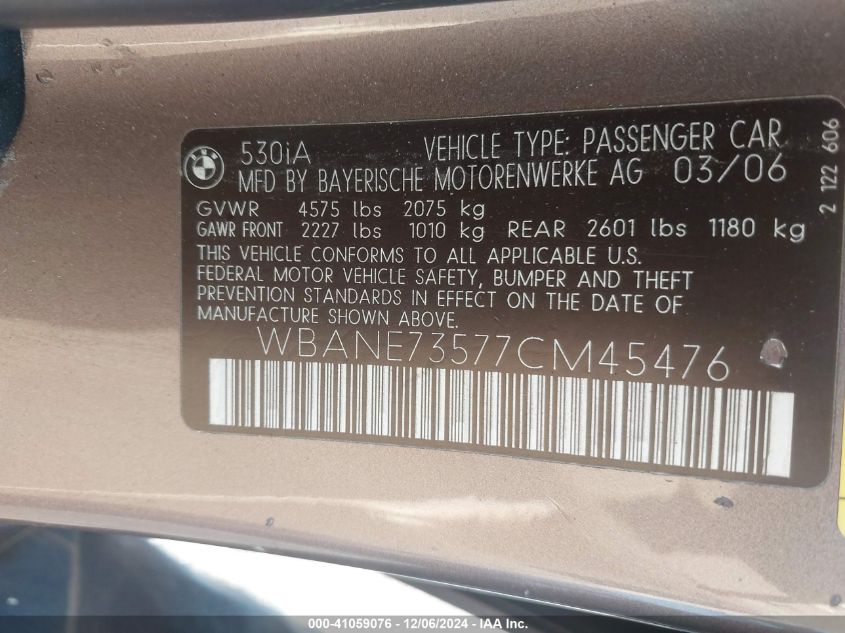 530iA VEHICLE TYPE: PASSENGER CAR
MFD BY BAYERISCHE MOTORENWERKE AG 03/06
GVWR 4575 lbs 2075 kg
GAWR FRONT 2227 lbs 1010 kg REAR 2601 lbs 1180 kg
THIS VEHICLE CONFORMS TO ALL APPLICABLE U.S.
FEDERAL MOTOR VEHICLE SAFETY, BUMPER AND THEFT
PREVENTION STANDARDS IN EFFECT ON THE DATE OF
MANUFACTURE SHOWN ABOVE.
WBANE73577CM45476
2 122 606
000-41059076 - 12/06/2024 - IAA, Inc.